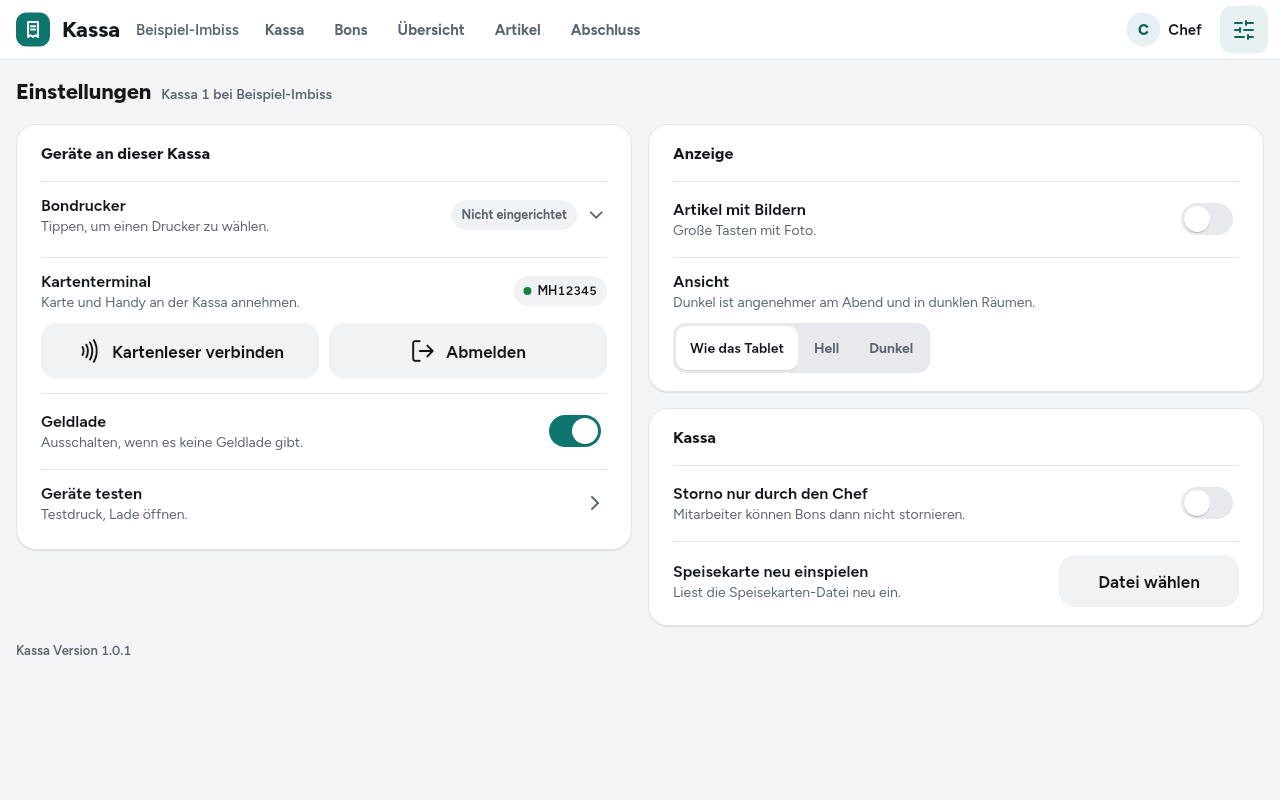 Kassa
Beispiel-Imbiss
Kassa
Bons
Übersicht
Artikel
Abschluss
C
Chef
Einstellungen
Kassa 1 bei Beispiel-Imbiss
Geräte an dieser Kassa
Bondrucker
Tippen, um einen Drucker zu wählen.
Nicht eingerichtet
Kartenterminal
Karte und Handy an der Kassa annehmen.
MH12345
Kartenleser verbinden
Abmelden
Geldlade
Ausschalten, wenn es keine Geldlade gibt.
Geräte testen
Testdruck, Lade öffnen.
Anzeige
Artikel mit Bildern
Große Tasten mit Foto.
Ansicht
Dunkel ist angenehmer am Abend und in dunklen Räumen.
Wie das Tablet
Hell
Dunkel
Kassa
Storno nur durch den Chef
Mitarbeiter können Bons dann nicht stornieren.
Speisekarte neu einspielen
Liest die Speisekarten-Datei neu ein.
Datei wählen
Kassa Version 1.0.1